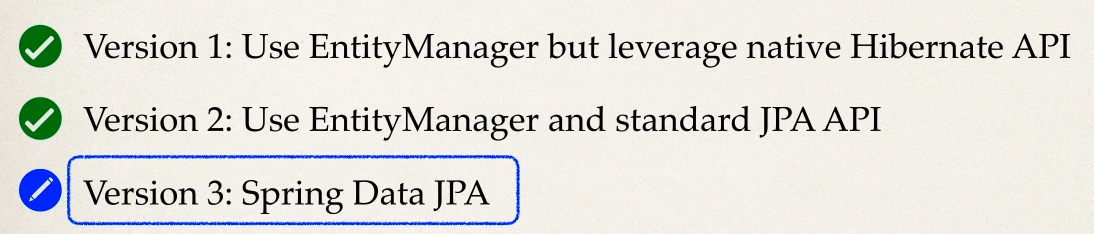 Version 1: Use EntityManager but leverage native Hibernate API
Version 2: Use EntityManager and standard JPA API
Version 3: Spring Data JPA